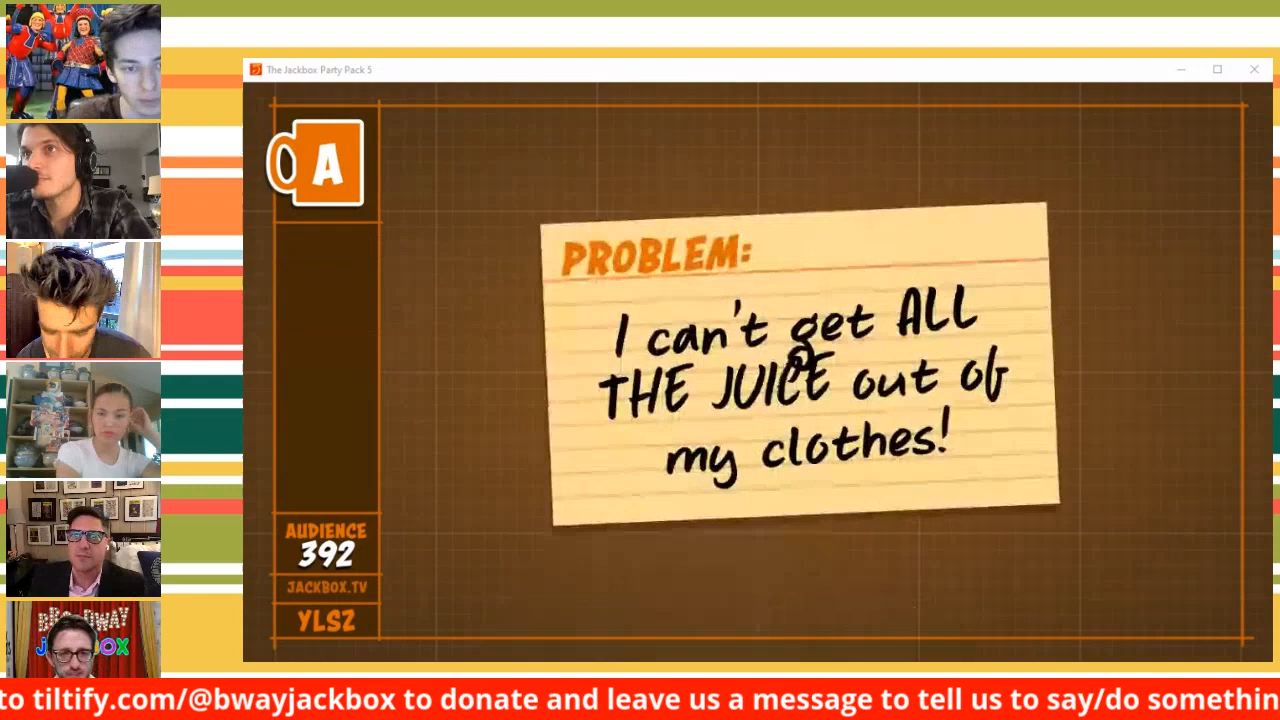 The Jackbox Party Pack 5
A
PROBLEM:
I can't get ALL
THE JUICE out of
my clothes!
AUDIENCE
392
JACKBOX.TV
YLSZ
BROADWAY
to tiltify.com/@bwayjackbox to donate and leave us a message to tell us to say/do somethin